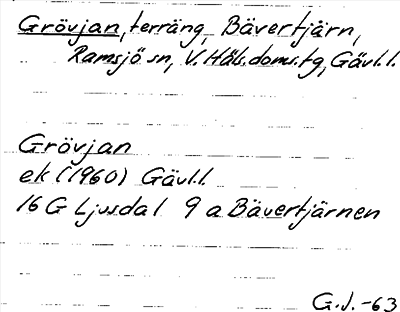 Grövjan, terräng, Bävertjärn,
Ramsjö sn, V. Häls. doms.tg, Gävl.l.
Grövjan
ek (1960) Gävl.l.
16 G Ljusdal 9 a Bävertjärnen
G.J. -63